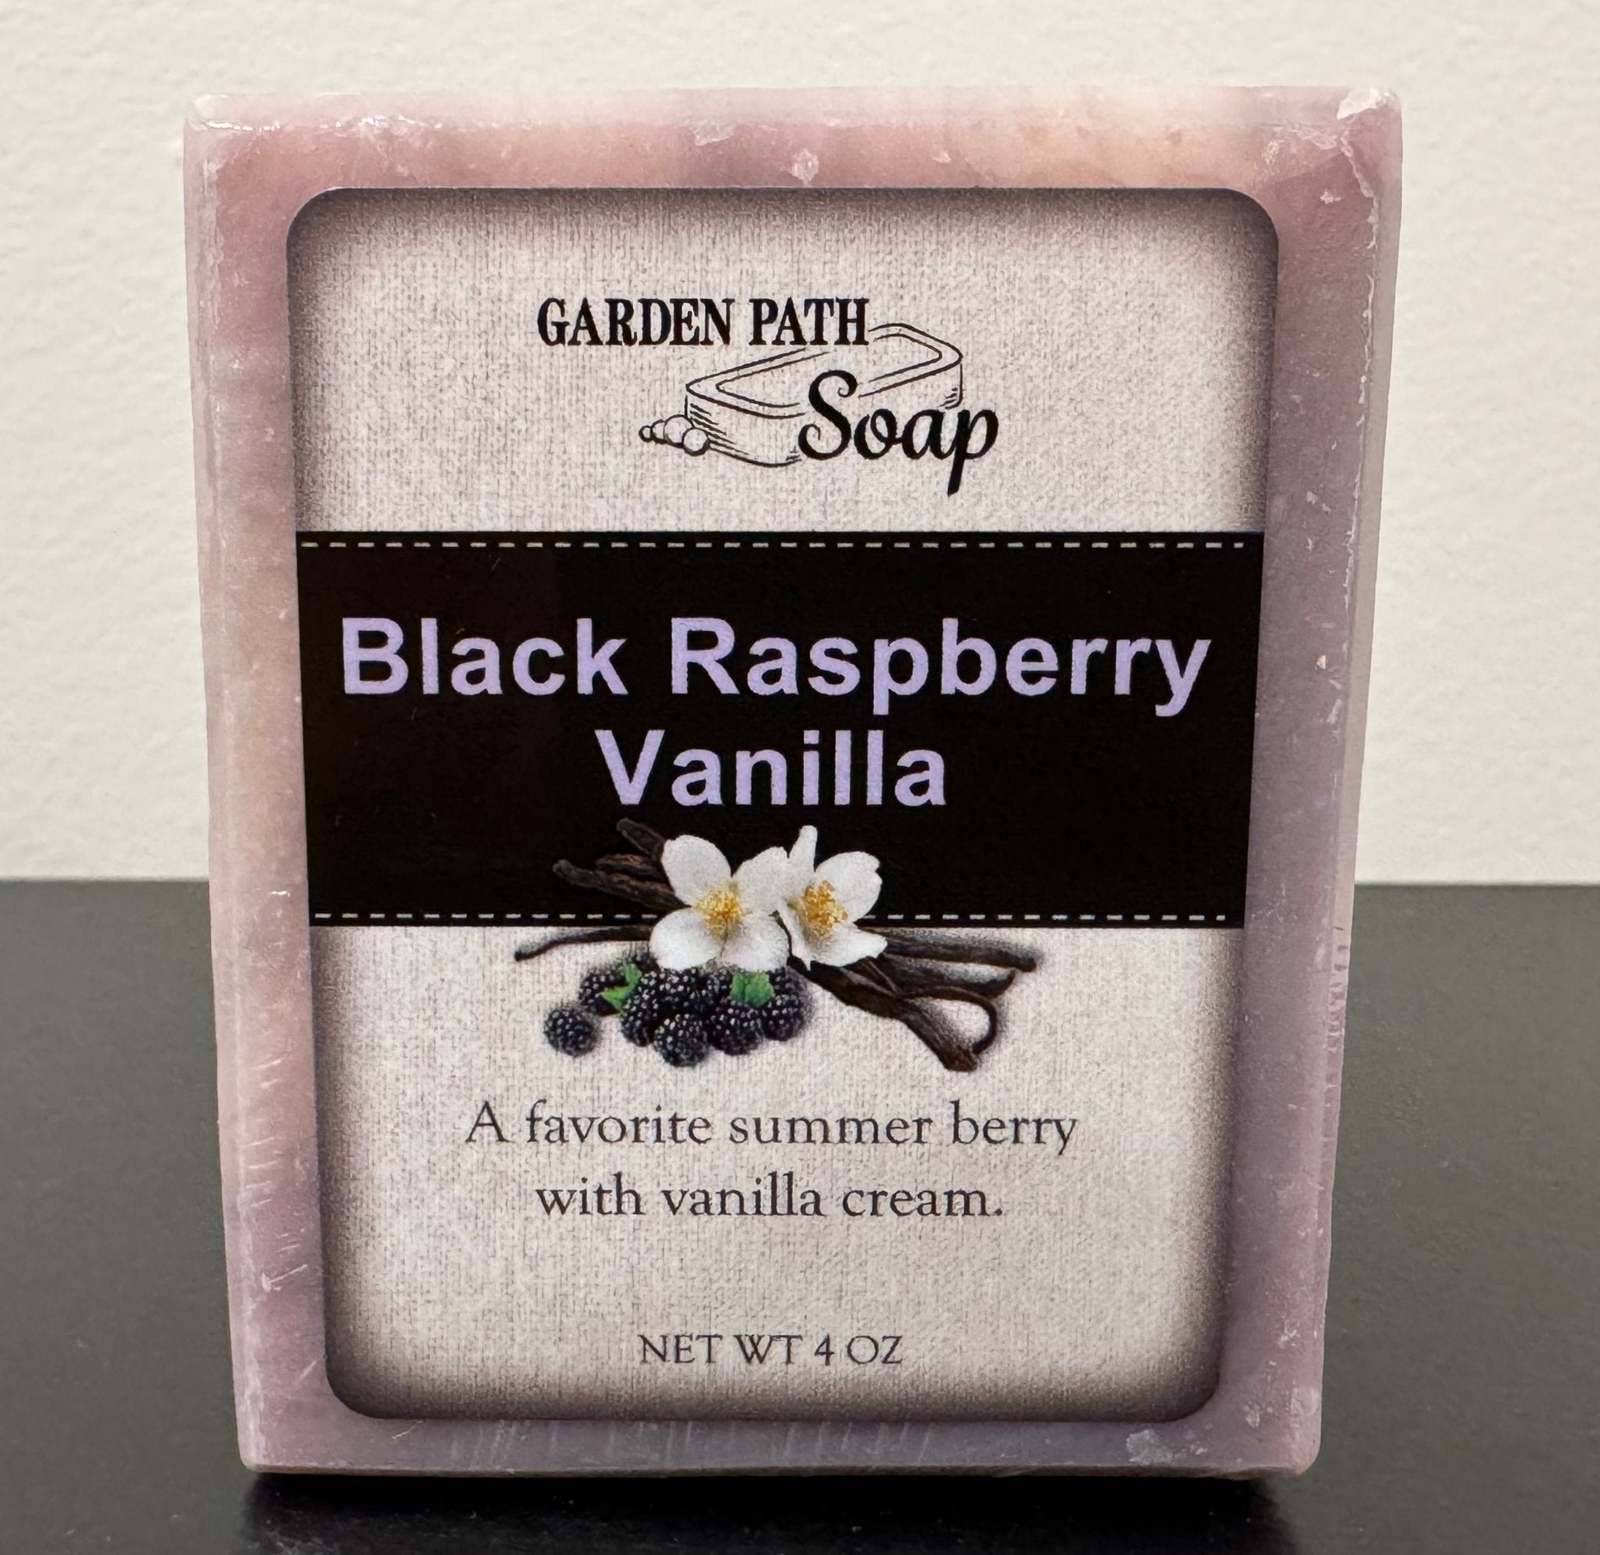 GARDEN PATH
Soap
Black Raspberry
Vanilla
A favorite summer berry
with vanilla cream.
NET WT 4 OZ